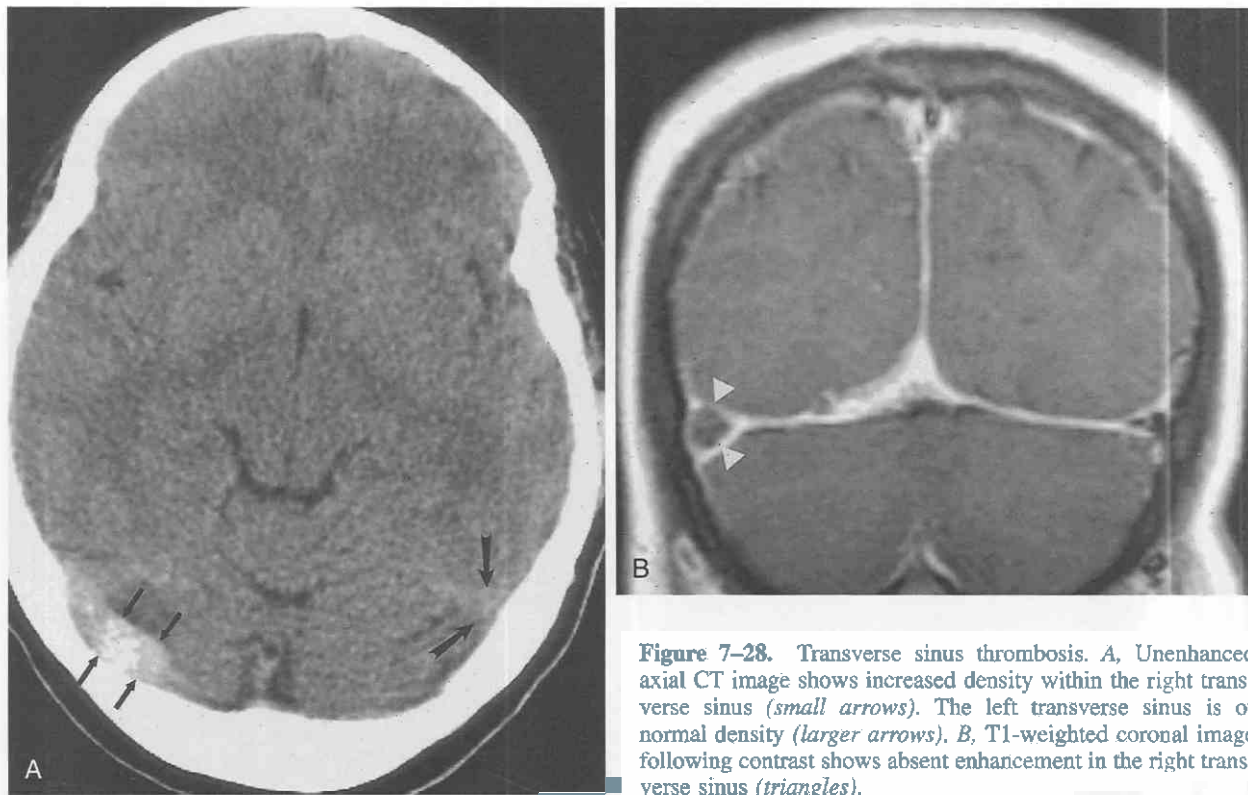 A
B
Figure 7–28. Transverse sinus thrombosis. A, Unenhanced
axial CT image shows increased density within the right trans-
verse sinus (small arrows). The left transverse sinus is of
normal density (larger arrows). B, T1-weighted coronal image
following contrast shows absent enhancement in the right trans-
verse sinus (triangles).